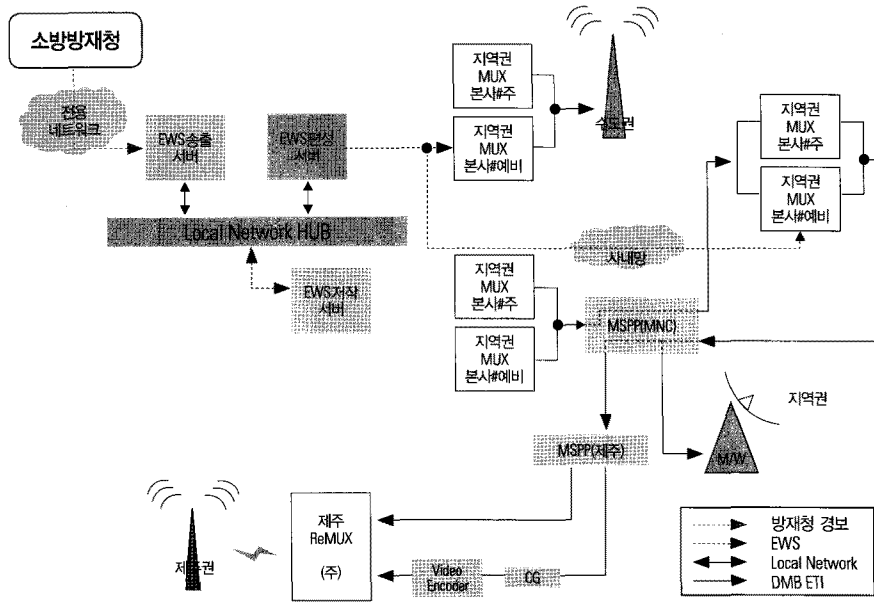 소방방재청
전용
네트워크
EWS송출
서버
EWS편성
서버
Local Network HUB
EWS저작
서버
지역권
MUX
본사#주
지역권
MUX
본사#예비
수도권
지역권
MUX
본사#주
지역권
MUX
본사#예비
사내망
지역권
MUX
본사#주
지역권
MUX
본사#예비
MSPP(MNC)
지역권
M/W
MSPP(제주)
제주권
제주
ReMUX
(주)
Video
Encoder
CG
방재청 경보
EWS
Local Network
DMB ETI